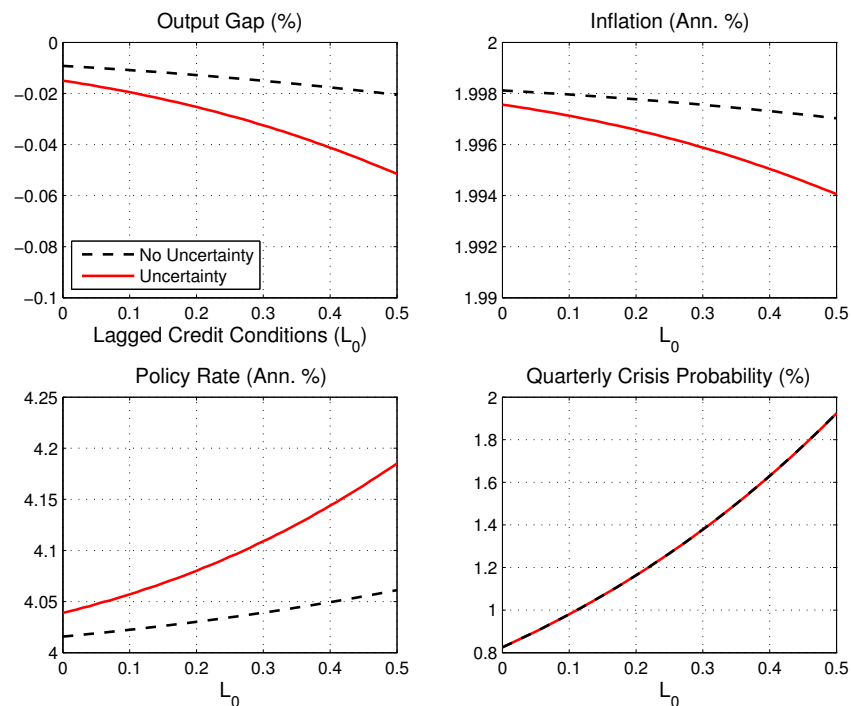 Output Gap (%)
0
−0.02
−0.04
−0.06
−0.08
−0.1
No Uncertainty
Uncertainty
0 0.1 0.2 0.3 0.4 0.5
Lagged Credit Conditions (L0)
Inflation (Ann. %)
2
1.998
1.996
1.994
1.992
1.99
0 0.1 0.2 0.3 0.4 0.5
L0
Policy Rate (Ann. %)
4.25
4.2
4.15
4.1
4.05
4
0 0.1 0.2 0.3 0.4 0.5
L0
Quarterly Crisis Probability (%)
2
1.8
1.6
1.4
1.2
1
0.8
0 0.1 0.2 0.3 0.4 0.5
L0